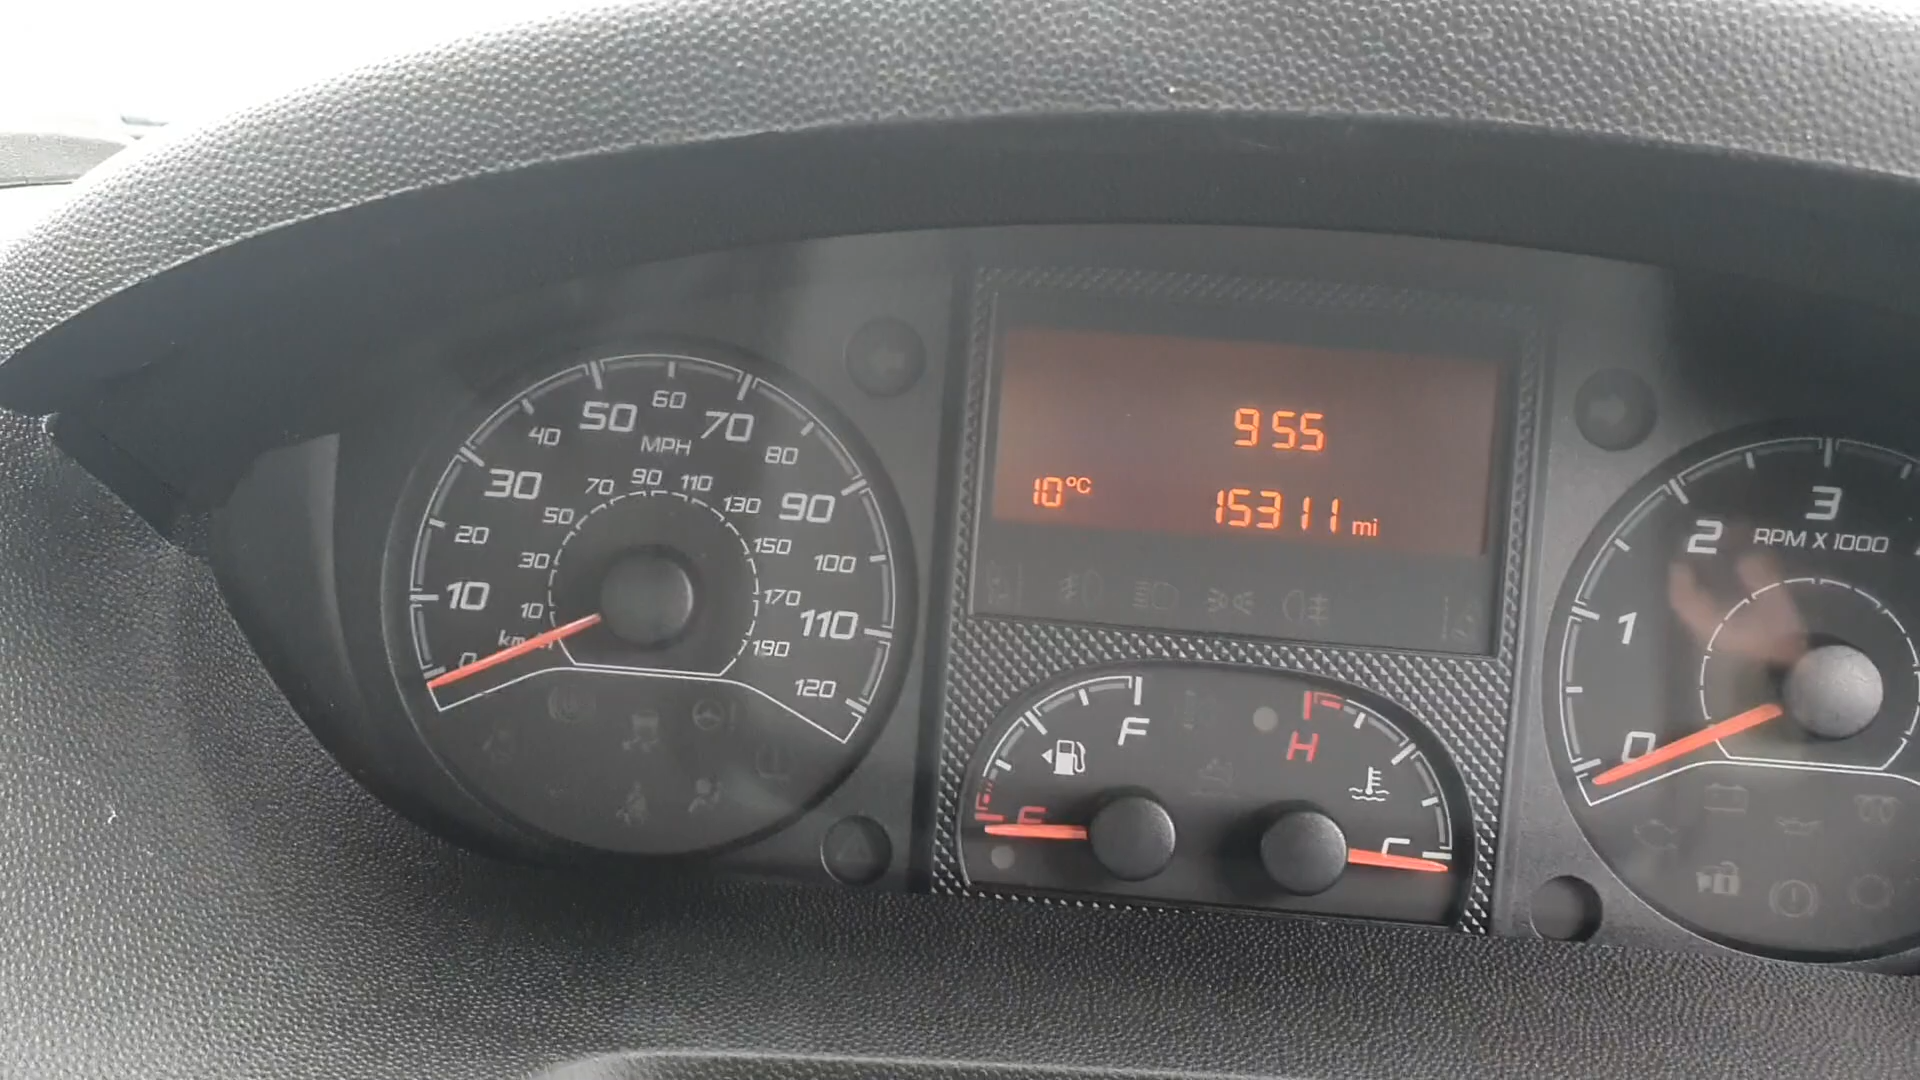 50 60 70
40 MPH 80
30 70 90 110 130 90
20 50 150 100
10 30 170 110
10 190
km/h
0 120
9 55
10°C 15311 mi
F H
E C
3
2 RPM X 1000
1
0